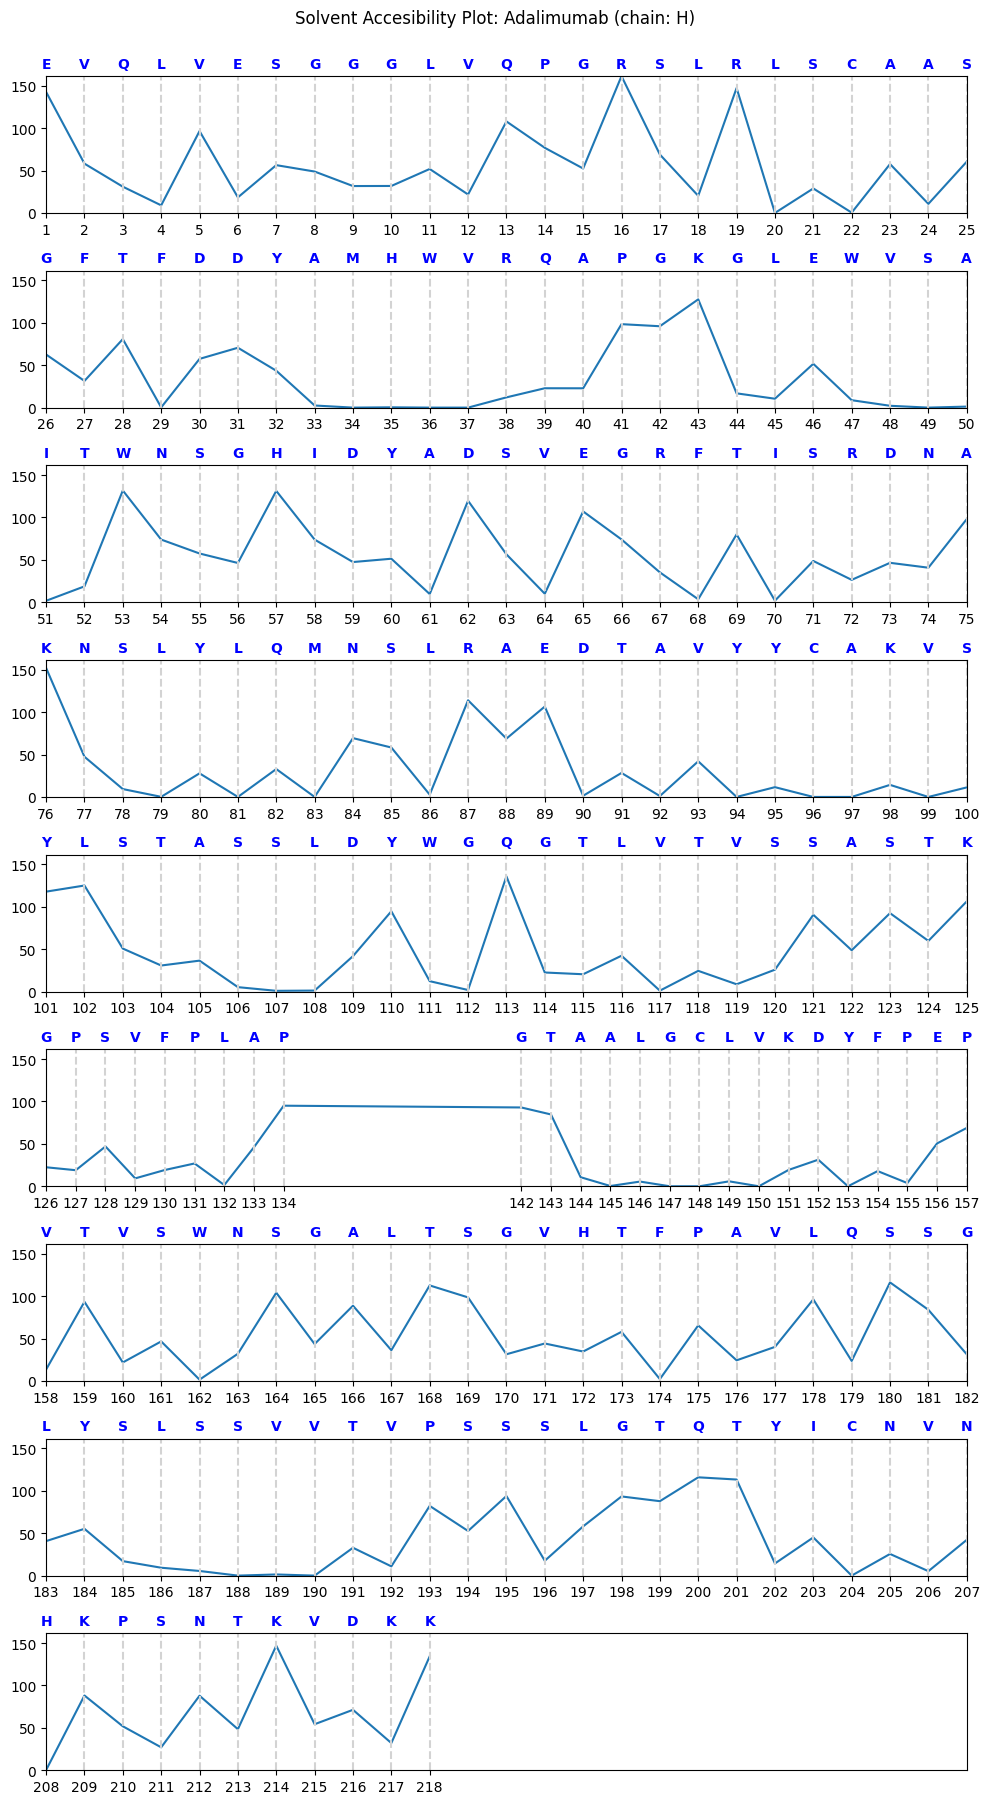 Solvent Accesibility Plot: Adalimumab (chain: H)
E V Q L V E S G G G L V Q P G R S L R L S C A A S
150
100
50
0
1 2 3 4 5 6 7 8 9 10 11 12 13 14 15 16 17 18 19 20 21 22 23 24 25
G F T F D D Y A M H W V R Q A P G K G L E W V S A
150
100
50
0
26 27 28 29 30 31 32 33 34 35 36 37 38 39 40 41 42 43 44 45 46 47 48 49 50
I T W N S G H I D Y A D S V E G R F T I S R D N A
150
100
50
0
51 52 53 54 55 56 57 58 59 60 61 62 63 64 65 66 67 68 69 70 71 72 73 74 75
K N S L Y L Q M N S L R A E D T A V Y Y C A K V S
150
100
50
0
76 77 78 79 80 81 82 83 84 85 86 87 88 89 90 91 92 93 94 95 96 97 98 99 100
Y L S T A S S L D Y W G Q G T L V T V S S A S T K
150
100
50
0
101 102 103 104 105 106 107 108 109 110 111 112 113 114 115 116 117 118 119 120 121 122 123 124 125
G P S V F P L A P G T A A L G C L V K D Y F P E P
150
100
50
0
126 127 128 129 130 131 132 133 134 142 143 144 145 146 147 148 149 150 151 152 153 154 155 156 157
V T V S W N S G A L T S G V H T F P A V L Q S S G
150
100
50
0
158 159 160 161 162 163 164 165 166 167 168 169 170 171 172 173 174 175 176 177 178 179 180 181 182
L Y S L S S V V T V P S S S L G T Q T Y I C N V N
150
100
50
0
183 184 185 186 187 188 189 190 191 192 193 194 195 196 197 198 199 200 201 202 203 204 205 206 207
H K P S N T K V D K K
150
100
50
0
208 209 210 211 212 213 214 215 216 217 218